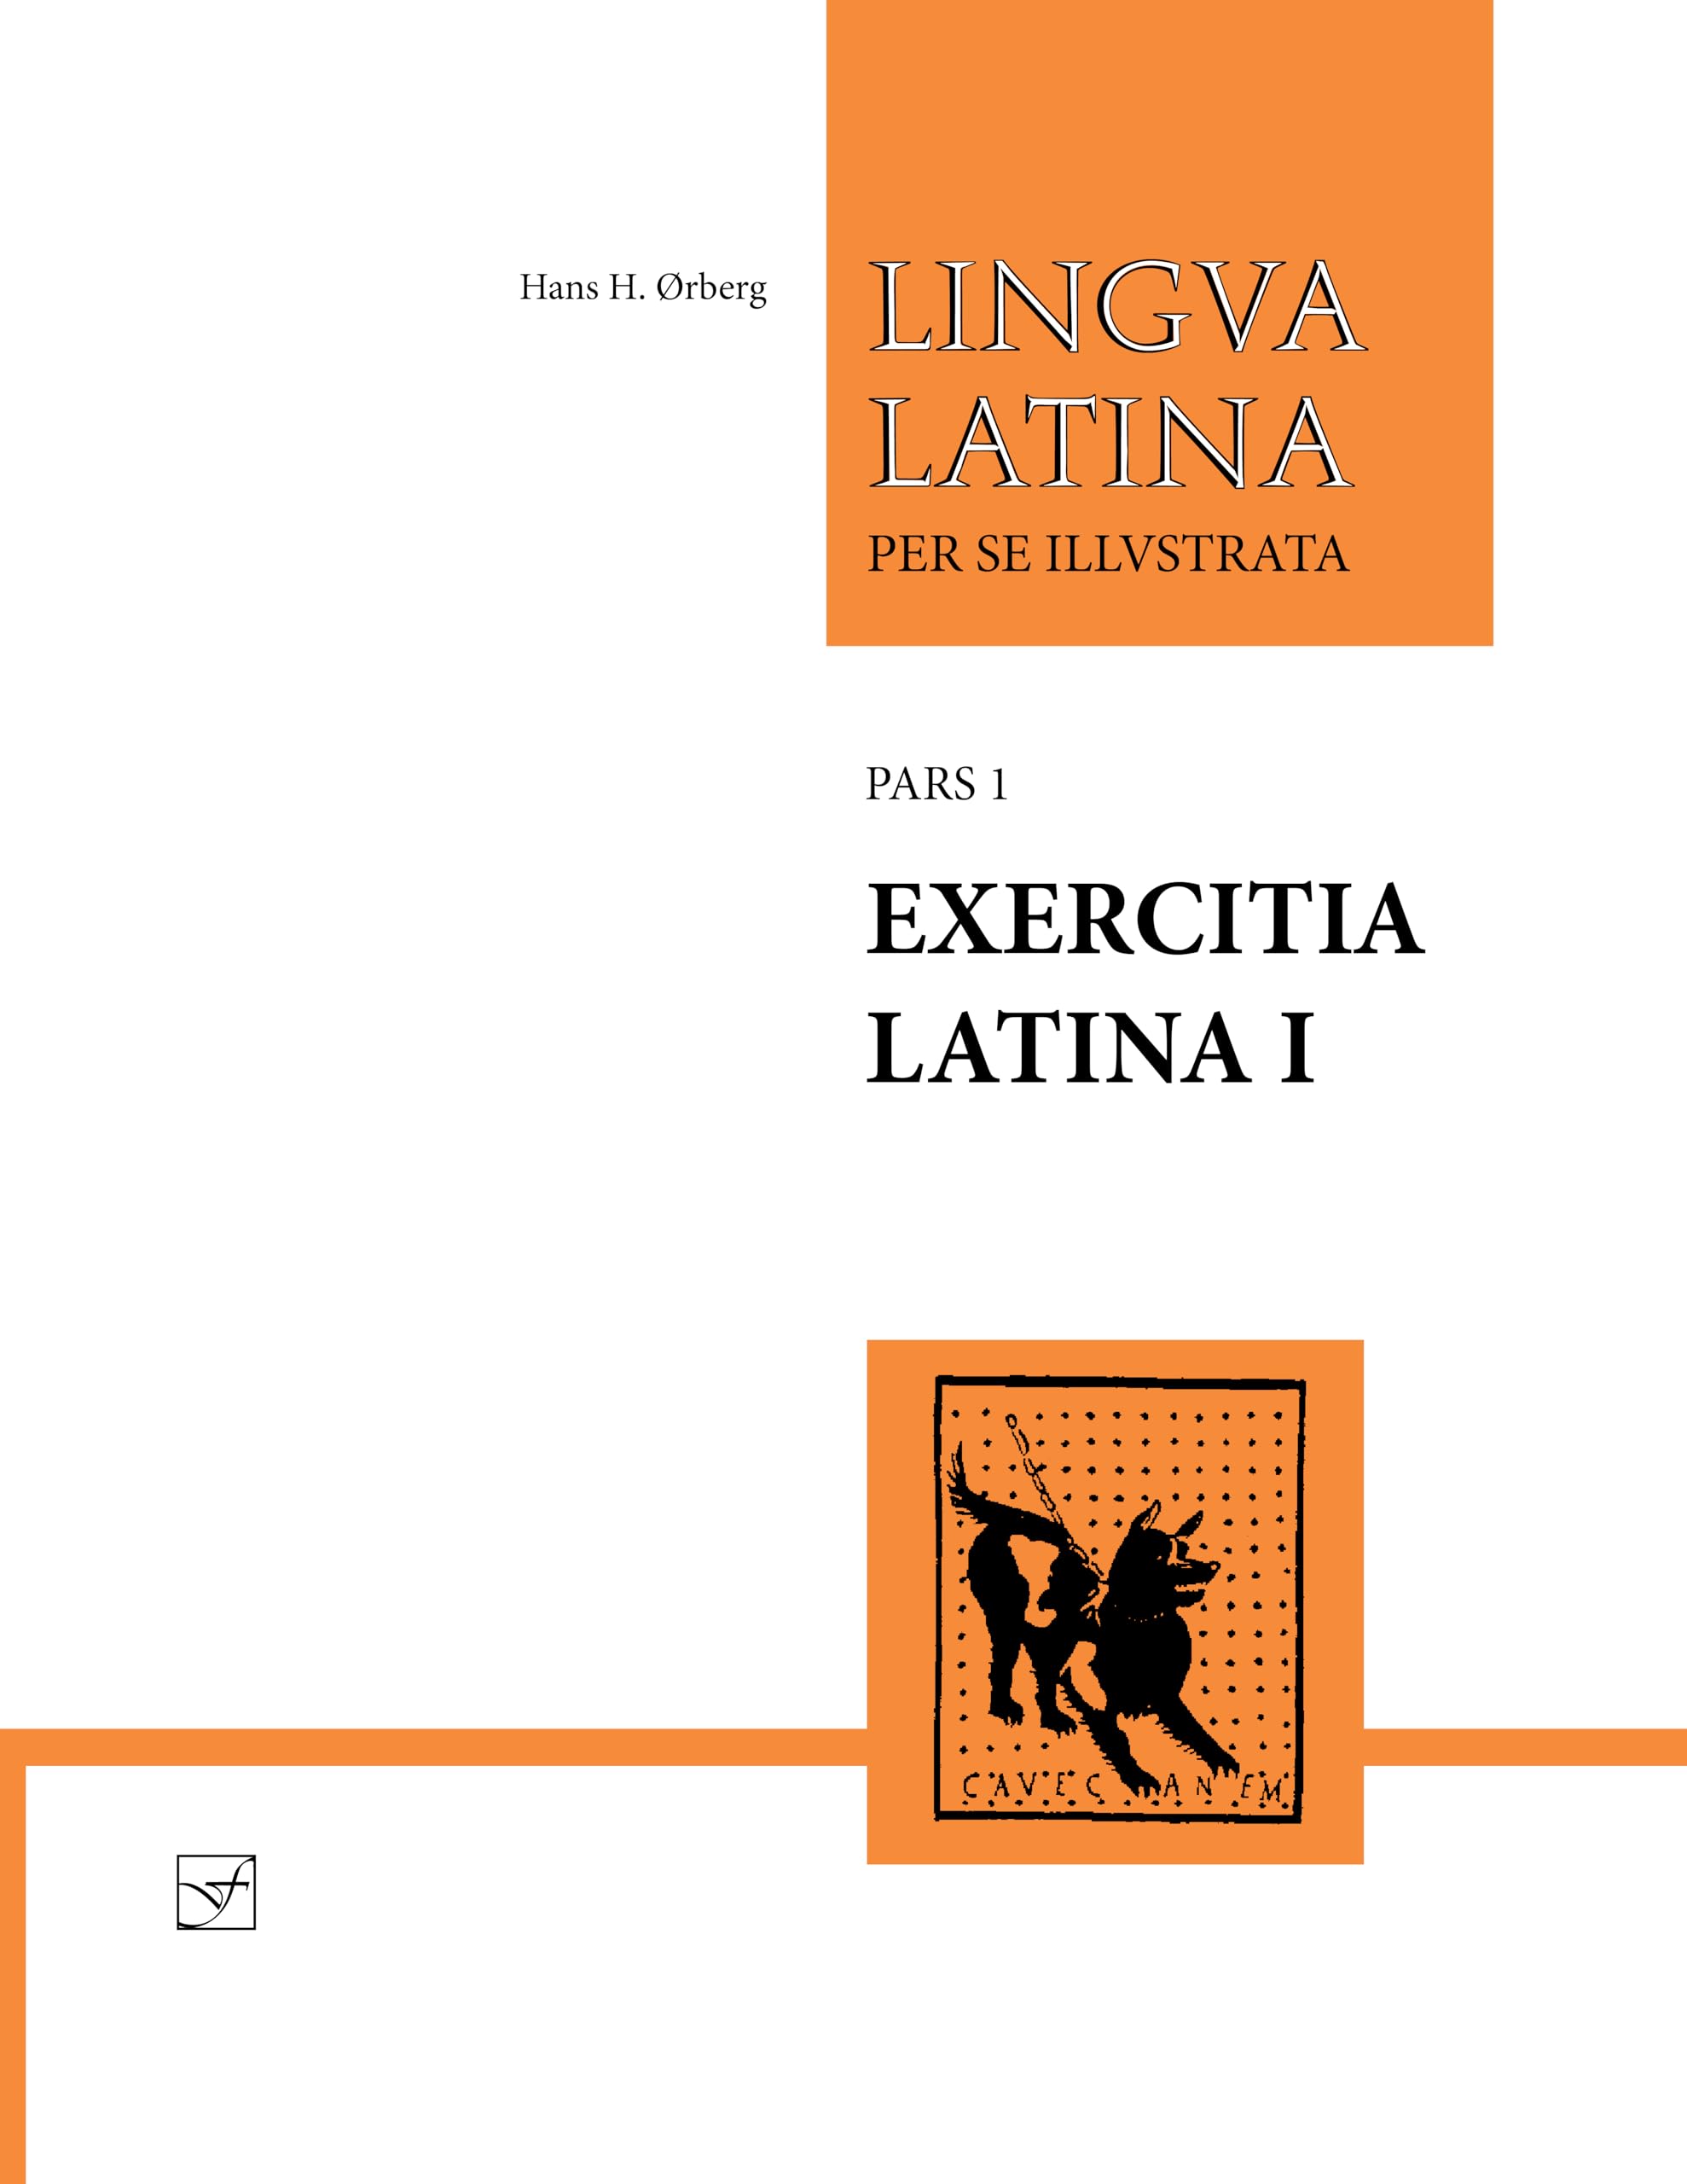 Hans H. Ørberg
LINGVA
LATINA
PER SE ILLVSTRATA
PARS 1
EXERCITIA
LATINA I
CAVE CANEM